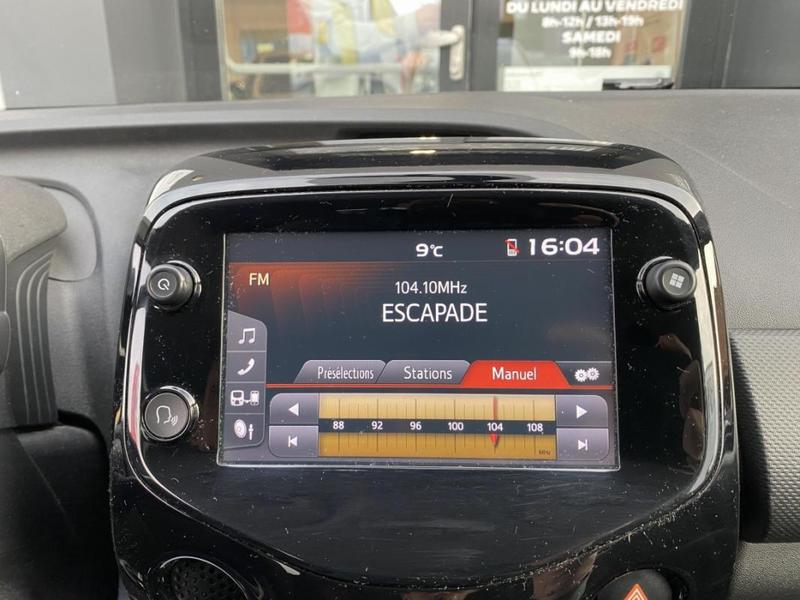 DU LUNDI AU VENDREDI
8h-12h / 13h-19h
SAMEDI
9h-18h
9°C 16:04
FM
104.10MHz
ESCAPADE
Présélections Stations Manuel
88 92 96 100 104 108
MHz